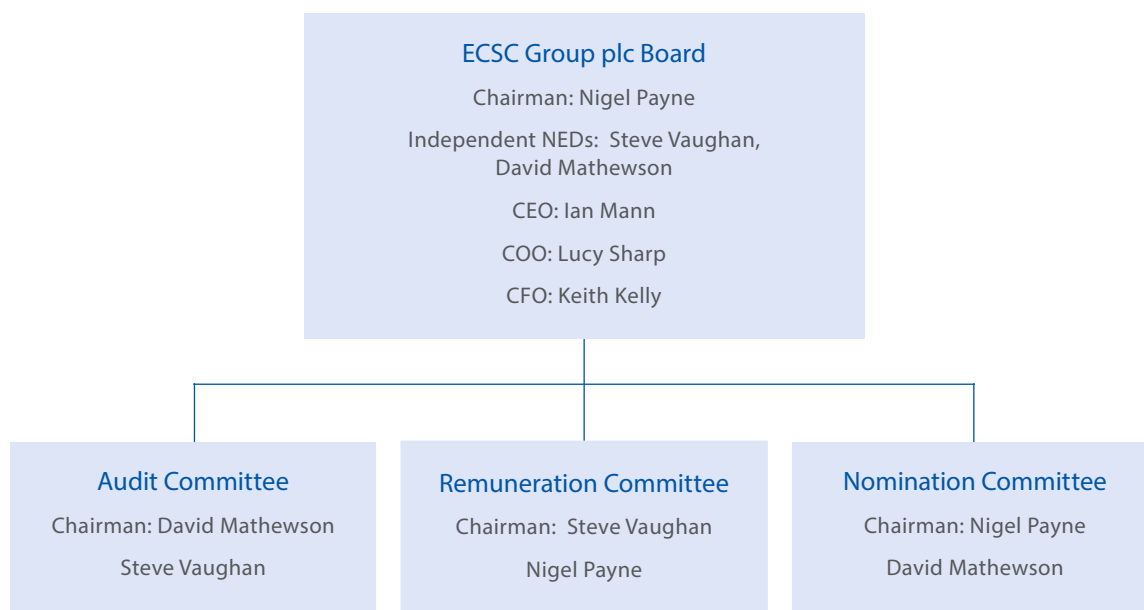 ECSC Group plc Board
Chairman: Nigel Payne
Independent NEDs: Steve Vaughan,
David Mathewson
CEO: Ian Mann
COO: Lucy Sharp
CFO: Keith Kelly
Audit Committee
Chairman: David Mathewson
Steve Vaughan
Remuneration Committee
Chairman: Steve Vaughan
Nigel Payne
Nomination Committee
Chairman: Nigel Payne
David Mathewson